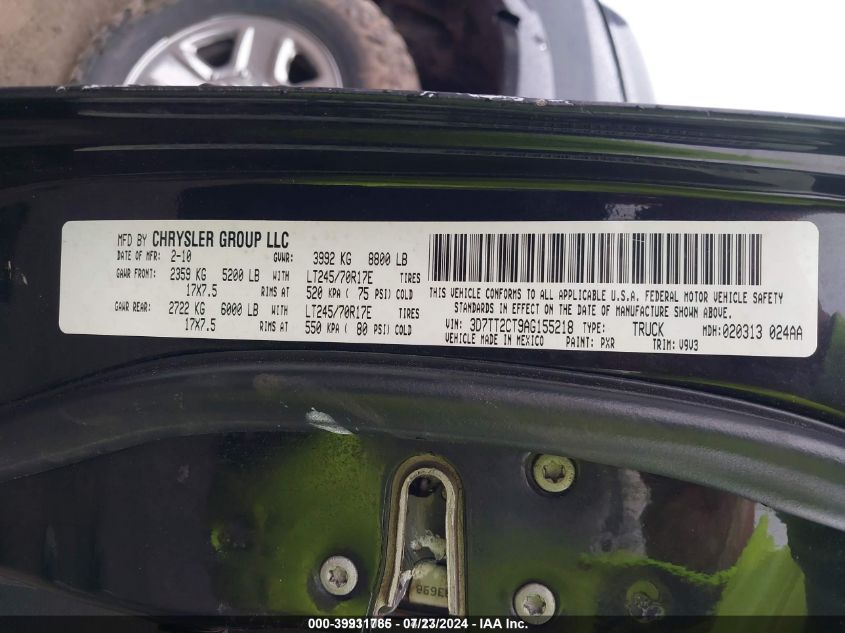 MFD BY CHRYSLER GROUP LLC
DATE OF MFR: 2-10 GVWR: 3992 KG 8800 LB
GAWR FRONT: 2359 KG 5200 LB WITH LT245/70R17E TIRES
17X7.5 RIMS AT 520 KPA ( 75 PSI) COLD
GAWR REAR: 2722 KG 6000 LB WITH LT245/70R17E TIRES
17X7.5 RIMS AT 550 KPA ( 80 PSI) COLD
THIS VEHICLE CONFORMS TO ALL APPLICABLE U.S.A. FEDERAL MOTOR VEHICLE SAFETY
STANDARDS IN EFFECT ON THE DATE OF MANUFACTURE SHOWN ABOVE.
VIN: 3D7TT2CT9AG155218 TYPE: TRUCK MDH:020313 024AA
VEHICLE MADE IN MEXICO PAINT: PXR TRIM: V9V3
000-39931785 - 07/23/2024 - IAA Inc.